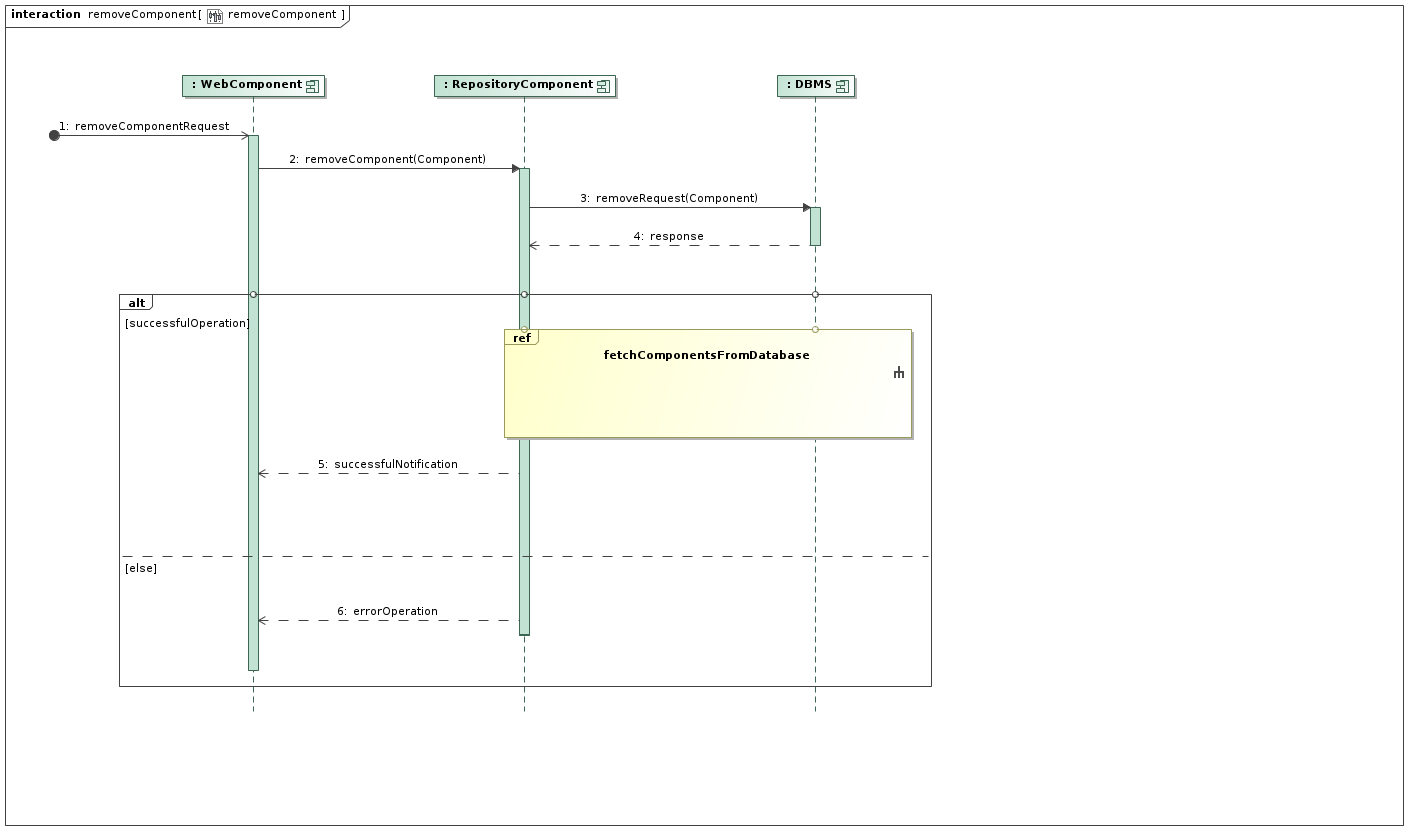 interaction removeComponent[ removeComponent ]
: WebComponent
: RepositoryComponent
: DBMS
1: removeComponentRequest
2: removeComponent(Component)
3: removeRequest(Component)
4: response
alt
[successfulOperation]
ref
fetchComponentsFromDatabase
5: successfulNotification
[else]
6: errorOperation